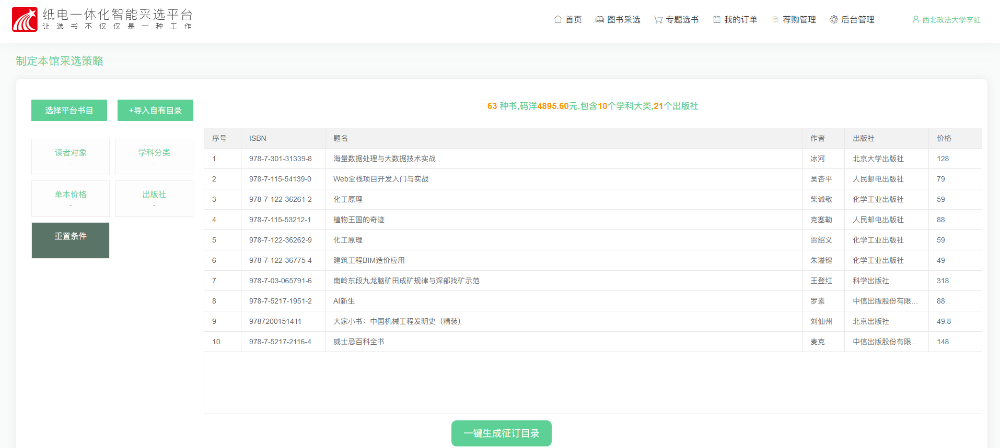 纸电一体化智能采选平台
让选书不仅仅是一种工作
首页 图书采选 专题选书 我的订单 荐购管理 后台管理 西北政法大学李虹
制定本馆采选策略
选择平台书目 +导入自有目录
63 种书,码洋4895.60元.包含10个学科大类,21个出版社
读者对象 学科分类
- -
单本价格 出版社
- -
重置条件
序号 ISBN 题名 作者 出版社 价格
1 978-7-301-31339-8 海量数据处理与大数据技术实战 冰河 北京大学出版社 128
2 978-7-115-54139-0 Web全栈项目开发入门与实战 吴杏平 人民邮电出版社 79
3 978-7-122-36261-2 化工原理 柴诚敬 化学工业出版社 59
4 978-7-115-53212-1 植物王国的奇迹 克塞勒 人民邮电出版社 88
5 978-7-122-36262-9 化工原理 贾绍义 化学工业出版社 59
6 978-7-122-36775-4 建筑工程BIM造价应用 朱溢镕 化学工业出版社 49
7 978-7-03-065791-6 南岭东段九龙脑矿田成矿规律与深部找矿示范 王登红 科学出版社 318
8 978-7-5217-1951-2 AI新生 罗素 中信出版股份有限... 88
9 9787200151411 大家小书：中国机械工程发明史（精装） 刘仙州 北京出版社 49.8
10 978-7-5217-2116-4 威士忌百科全书 麦克... 中信出版股份有限... 148
一键生成征订目录